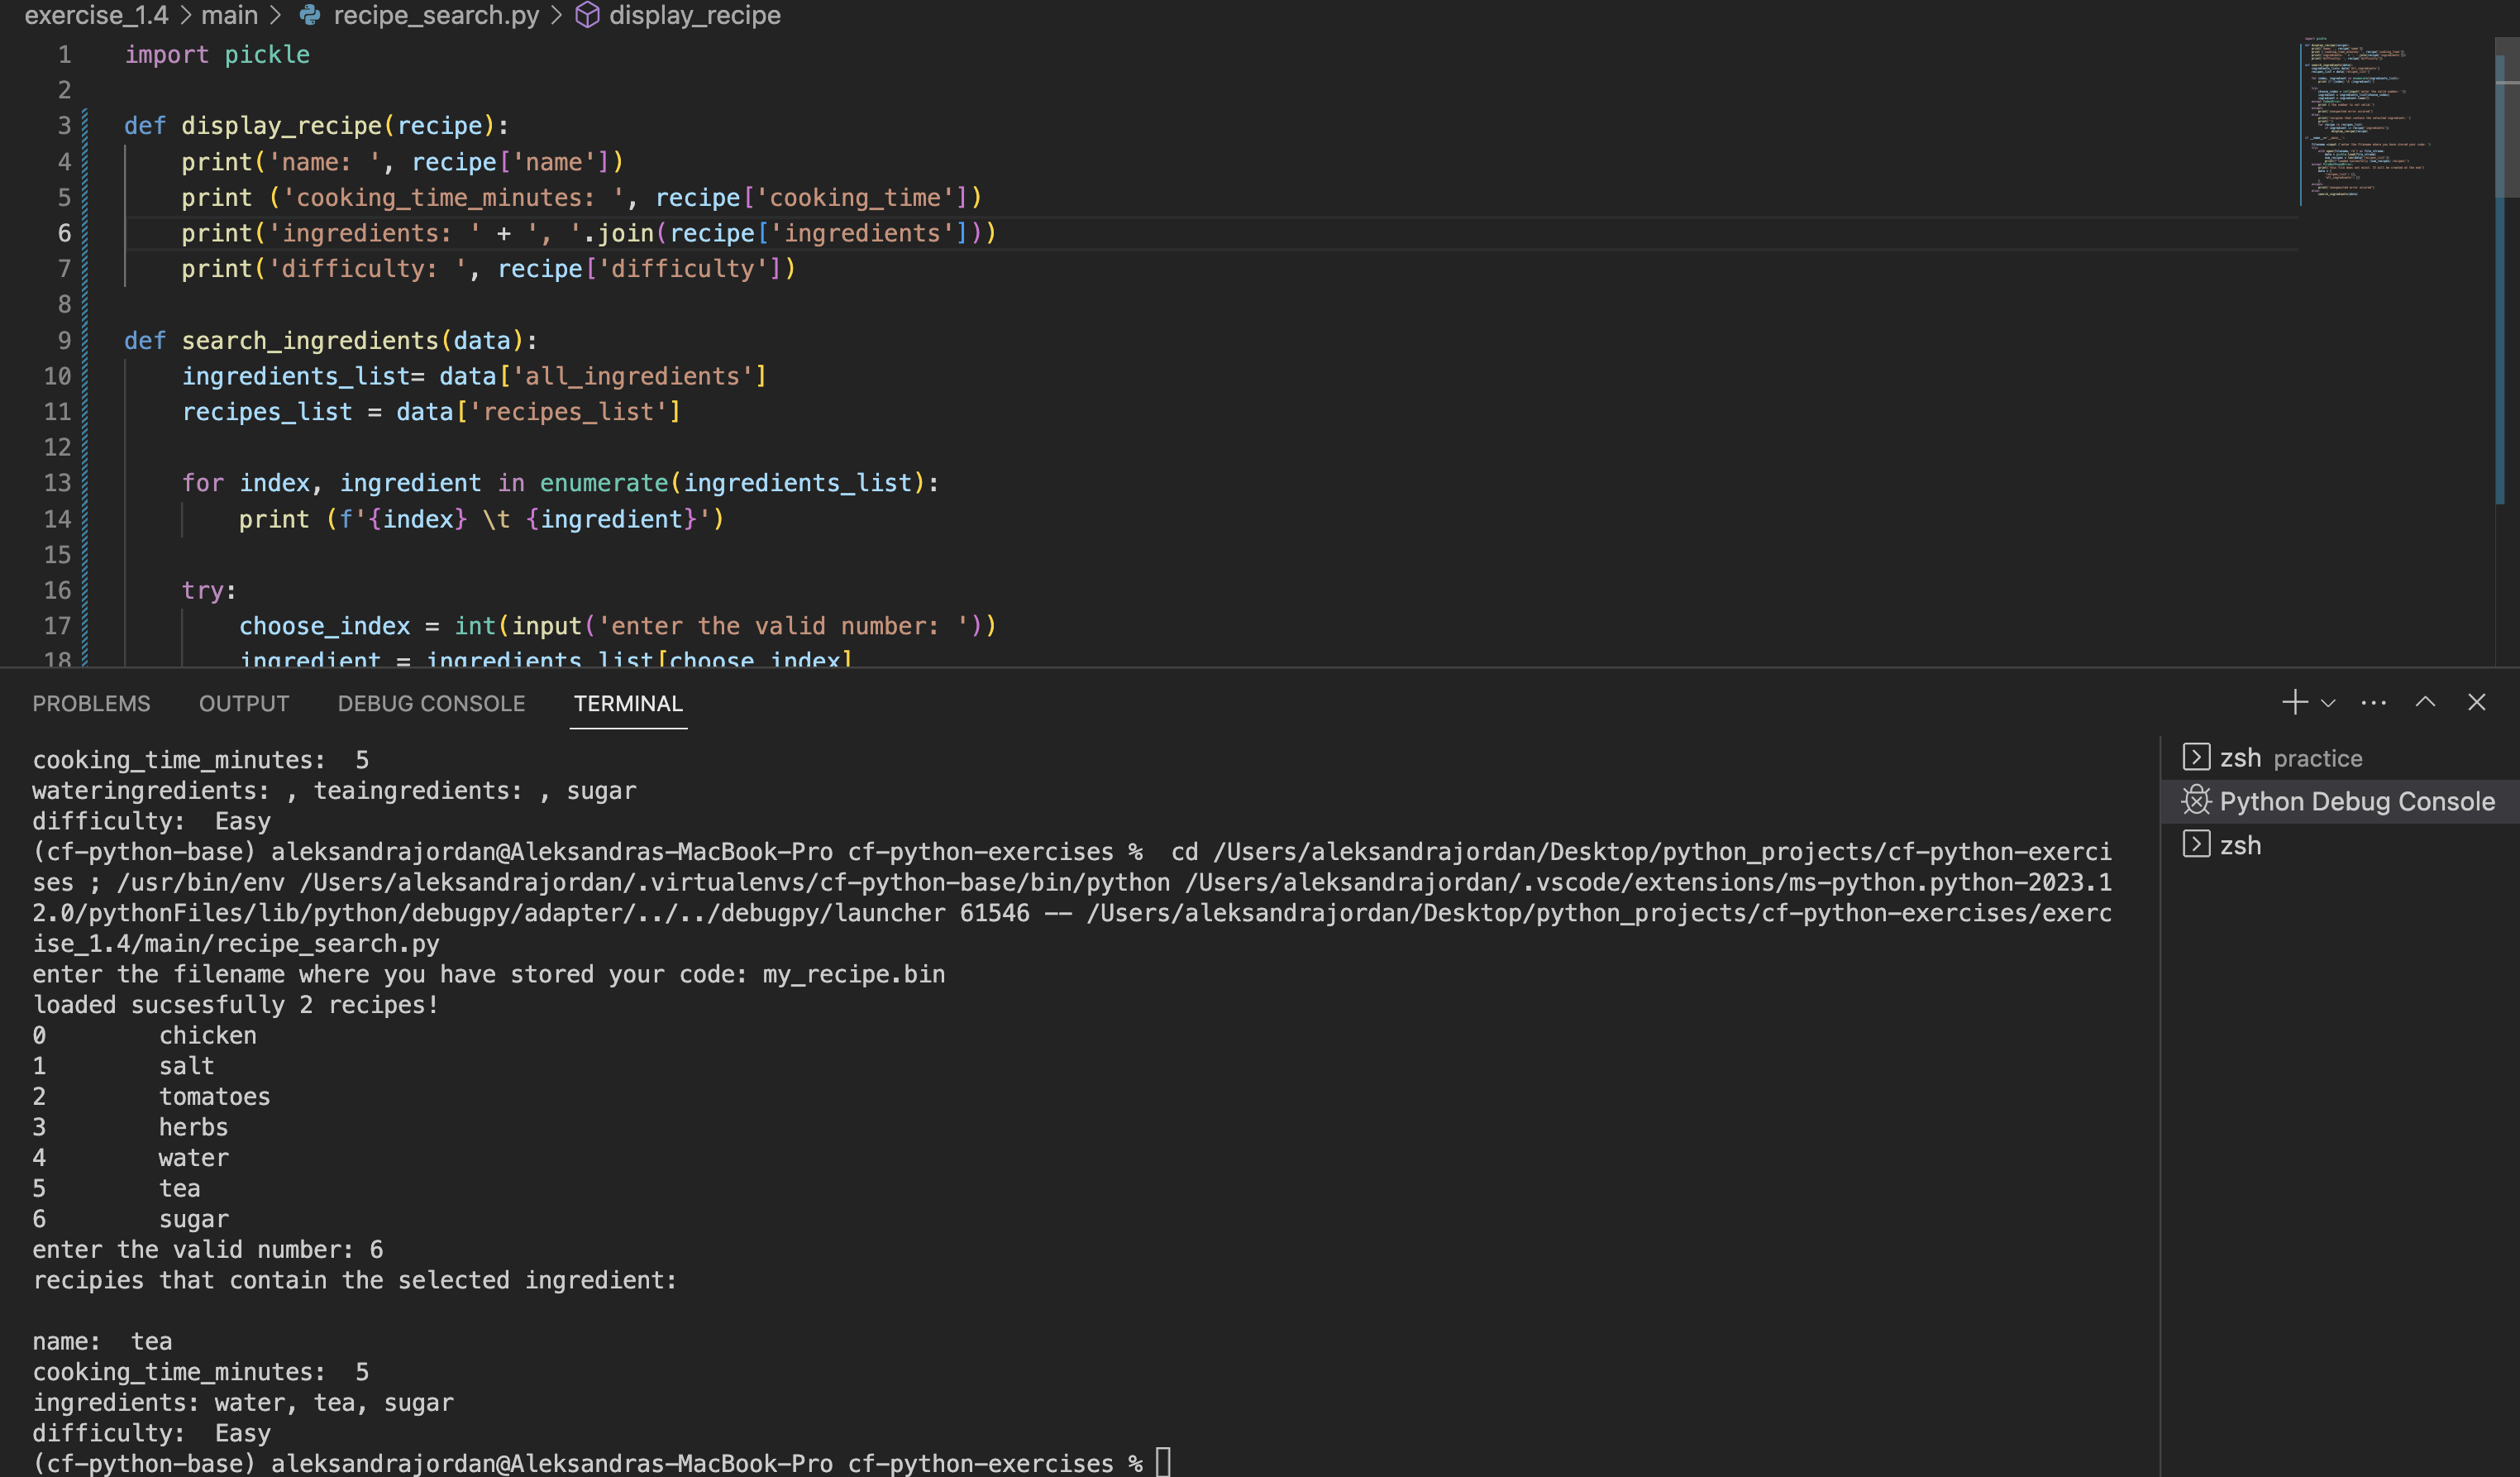 exercise_1.4 > main > recipe_search.py > display_recipe
1 import pickle
2
3 def display_recipe(recipe):
4     print('name: ', recipe['name'])
5     print ('cooking_time_minutes: ', recipe['cooking_time'])
6     print('ingredients: ' + ', '.join(recipe['ingredients']))
7     print('difficulty: ', recipe['difficulty'])
8
9 def search_ingredients(data):
10     ingredients_list= data['all_ingredients']
11     recipes_list = data['recipes_list']
12
13     for index, ingredient in enumerate(ingredients_list):
14         print (f'{index} \t {ingredient}')
15
16     try:
17         choose_index = int(input('enter the valid number: '))
18         ingredient = ingredients_list[choose_index]
PROBLEMS OUTPUT DEBUG CONSOLE TERMINAL
zsh practice
Python Debug Console
zsh
cooking_time_minutes:  5
wateringredients: , teaingredients: , sugar
difficulty:  Easy
(cf-python-base) aleksandrajordan@Aleksandras-MacBook-Pro cf-python-exercises %  cd /Users/aleksandrajordan/Desktop/python_projects/cf-python-exerci
ses ; /usr/bin/env /Users/aleksandrajordan/.virtualenvs/cf-python-base/bin/python /Users/aleksandrajordan/.vscode/extensions/ms-python.python-2023.1
2.0/pythonFiles/lib/python/debugpy/adapter/../../debugpy/launcher 61546 -- /Users/aleksandrajordan/Desktop/python_projects/cf-python-exercises/exerc
ise_1.4/main/recipe_search.py
enter the filename where you have stored your code: my_recipe.bin
loaded sucsesfully 2 recipes!
0        chicken
1        salt
2        tomatoes
3        herbs
4        water
5        tea
6        sugar
enter the valid number: 6
recipies that contain the selected ingredient:

name:  tea
cooking_time_minutes:  5
ingredients: water, tea, sugar
difficulty:  Easy
(cf-python-base) aleksandrajordan@Aleksandras-MacBook-Pro cf-python-exercises %